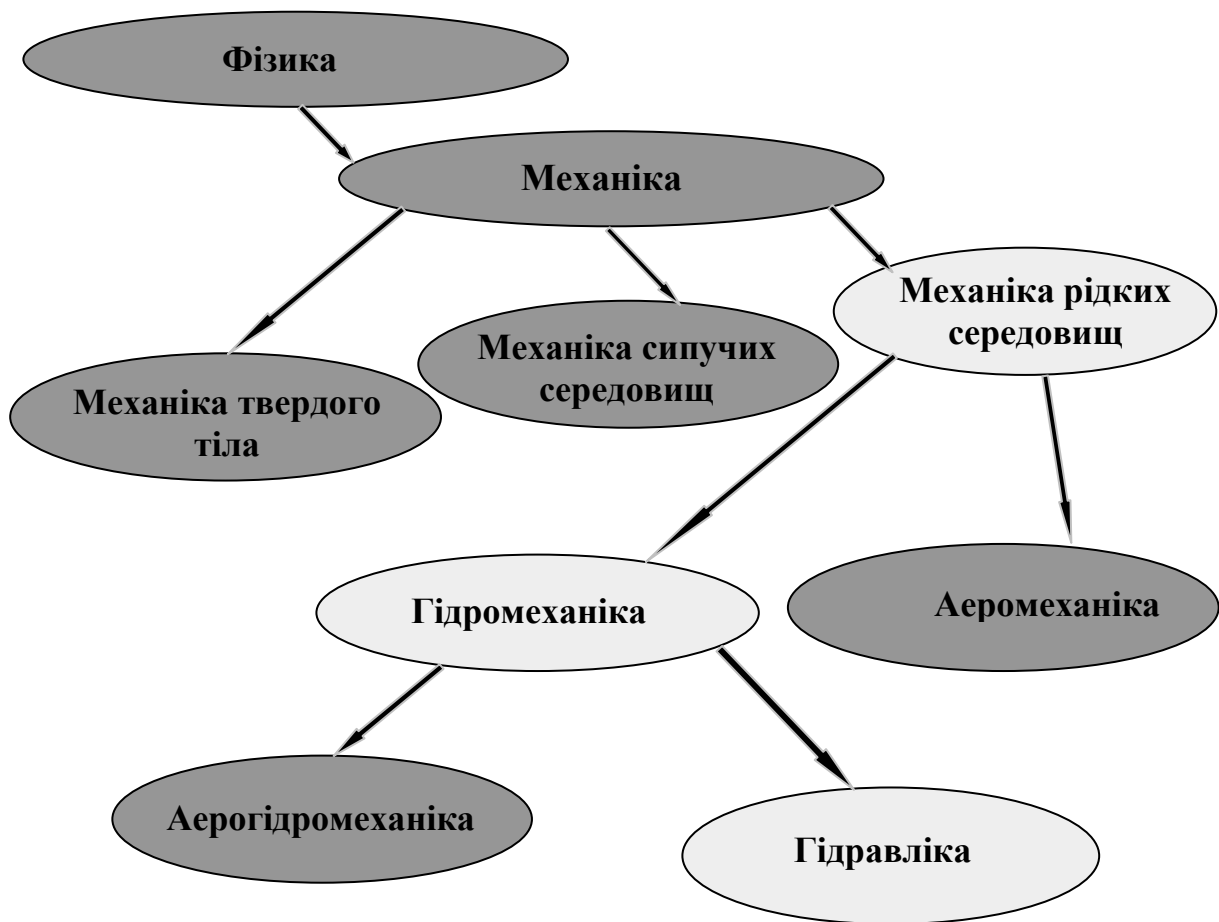 Фізика
Механіка
Механіка рідких
середовищ
Механіка сипучих
середовищ
Механіка твердого
тіла
Гідромеханіка
Аеромеханіка
Аерогідромеханіка
Гідравліка